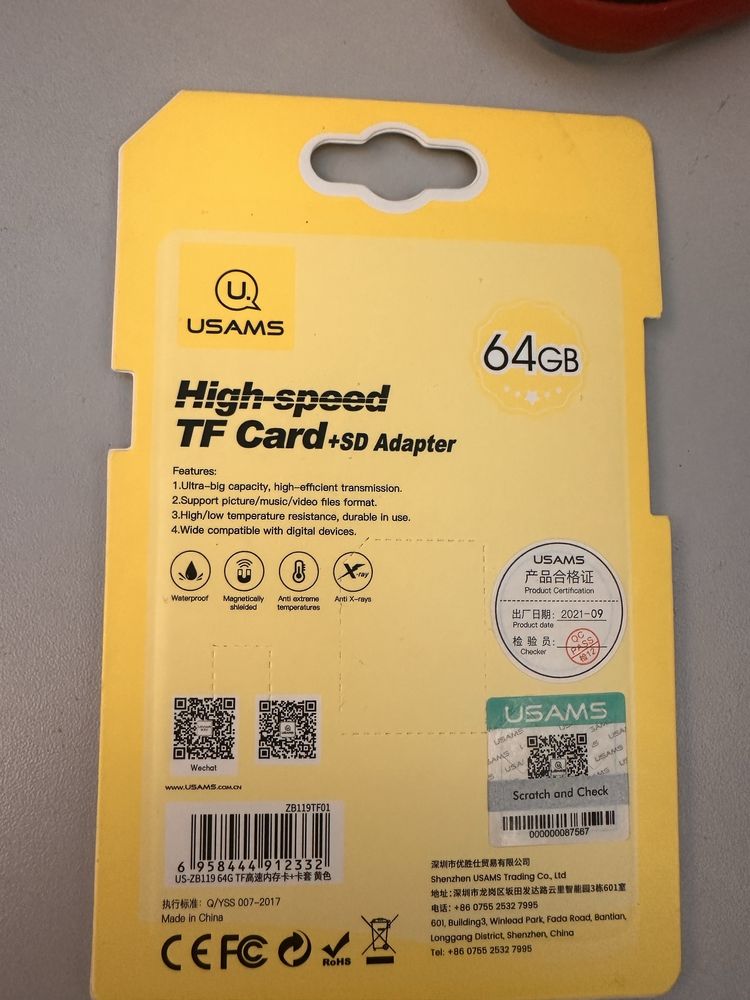 U.
USAMS
64GB
High-speed
TF Card+SD Adapter
Features:
1.Ultra-big capacity, high-efficient transmission.
2.Support picture/music/video files format.
3.High/low temperature resistance, durable in use.
4.Wide compatible with digital devices.
X-ray
Waterproof
Magnetically
shielded
Anti extreme
temperatures
Anti X-rays
USAMS
产品合格证
Product Certification
出厂日期: 2021-09
Product date
检 验 员:
Checker
QC
PASS
检12
Wechat
www.USAMS.com.cn
USAMS
Scratch and Check
000000087567
ZB119TF01
6 958444 912332
US-ZB119 64G TF高速内存卡+卡套 黄色
执行标准: Q/YSS 007-2017
Made in China
CE FC RoHS
深圳市优胜仕贸易有限公司
Shenzhen USAMS Trading Co., Ltd
地址: 深圳市龙岗区坂田发达路云里智能园3栋601室
电话: +86 0755 2532 7995
601, Building3, Winlead Park, Fada Road, Bantian,
Longgang District, Shenzhen, China
Tel: +86 0755 2532 7995